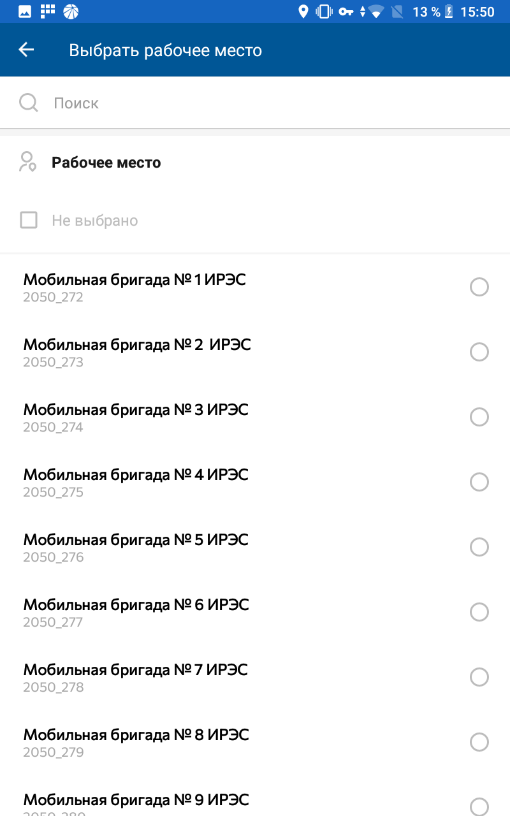 13 % 15:50
Выбрать рабочее место
Поиск
Рабочее место
Не выбрано
Мобильная бригада № 1 ИРЭС
2050_272
Мобильная бригада № 2 ИРЭС
2050_273
Мобильная бригада № 3 ИРЭС
2050_274
Мобильная бригада № 4 ИРЭС
2050_275
Мобильная бригада № 5 ИРЭС
2050_276
Мобильная бригада № 6 ИРЭС
2050_277
Мобильная бригада № 7 ИРЭС
2050_278
Мобильная бригада № 8 ИРЭС
2050_279
Мобильная бригада № 9 ИРЭС